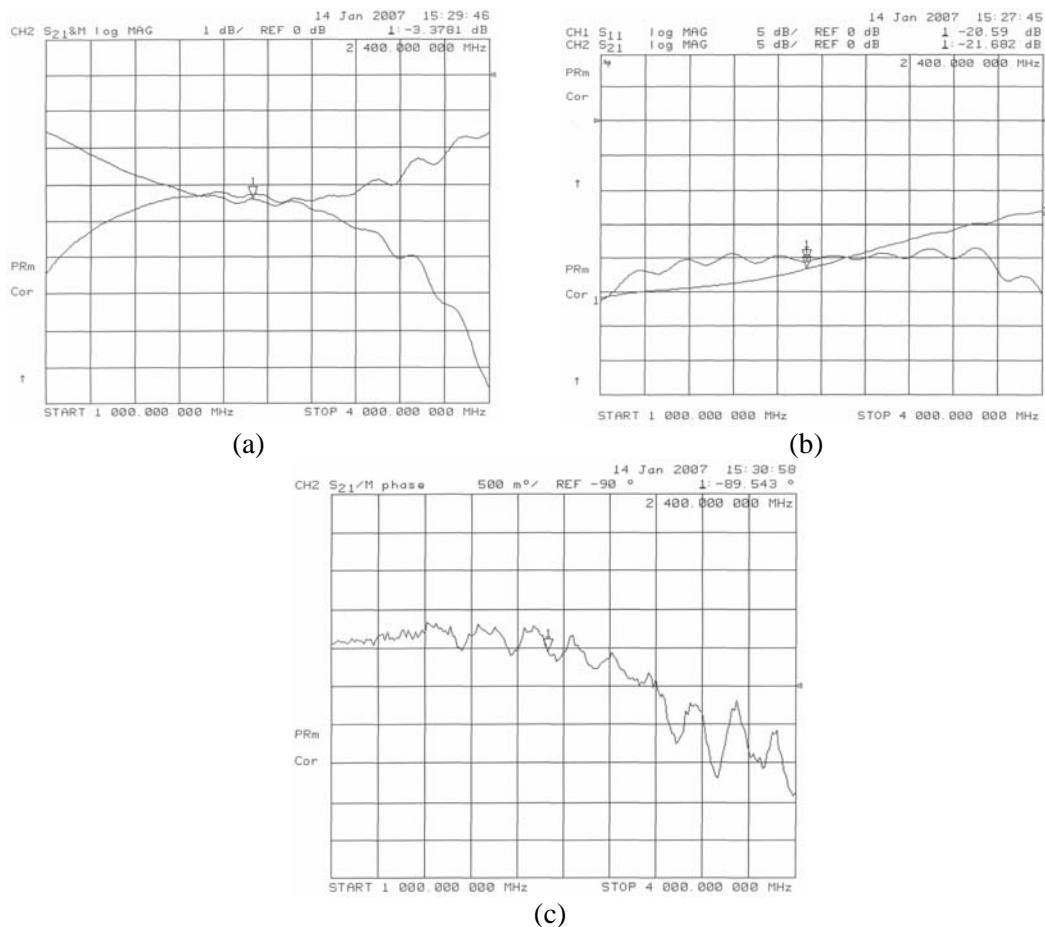 14 Jan 2007 15:29:46
CH2 S21&M log MAG 1 dB/ REF 0 dB 1:-3.3781 dB
2 400.000 000 MHz
1
PRm
Cor
↑
START 1 000.000 000 MHz STOP 4 000.000 000 MHz
(a)
14 Jan 2007 15:27:45
CH1 S11 log MAG 5 dB/ REF 0 dB 1 -20.59 dB
CH2 S21 log MAG 5 dB/ REF 0 dB 1:-21.682 dB
2 400.000 000 MHz
PRm
Cor
↑
1
PRm
Cor 1
↑
START 1 000.000 000 MHz STOP 4 000.000 000 MHz
(b)
14 Jan 2007 15:30:58
CH2 S21/M phase 500 m°/ REF -90 ° 1:-89.543 °
2 400.000 000 MHz
1
PRm
Cor
START 1 000.000 000 MHz STOP 4 000.000 000 MHz
(c)